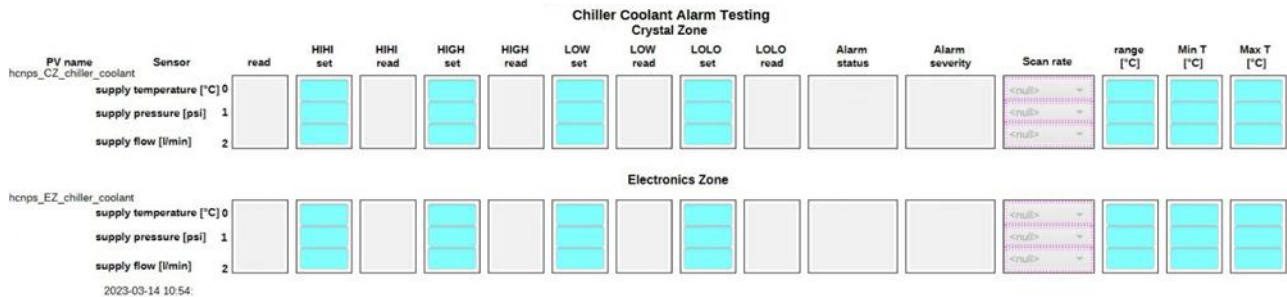 Chiller Coolant Alarm Testing
Crystal Zone
HIHI HIHI HIGH HIGH LOW LOW LOLO LOLO Alarm Alarm range Min T Max T
PV name Sensor read set read set read set read set read status severity Scan rate [°C] [°C] [°C]
hcnps_CZ_chiller_coolant
supply temperature [°C] 0 <null>
supply pressure [psi] 1 <null>
supply flow [l/min] 2 <null>
Electronics Zone
hcnps_EZ_chiller_coolant
supply temperature [°C] 0 <null>
supply pressure [psi] 1 <null>
supply flow [l/min] 2 <null>
2023-03-14 10:54: